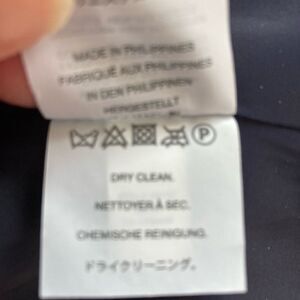 MADE IN PHILIPPINES
FABRIQUÉ AUX PHILIPPINES
IN DEN PHILIPPINEN
HERGESTELLT
DRY CLEAN.
NETTOYER À SEC.
CHEMISCHE REINIGUNG.
ドライクリーニング。